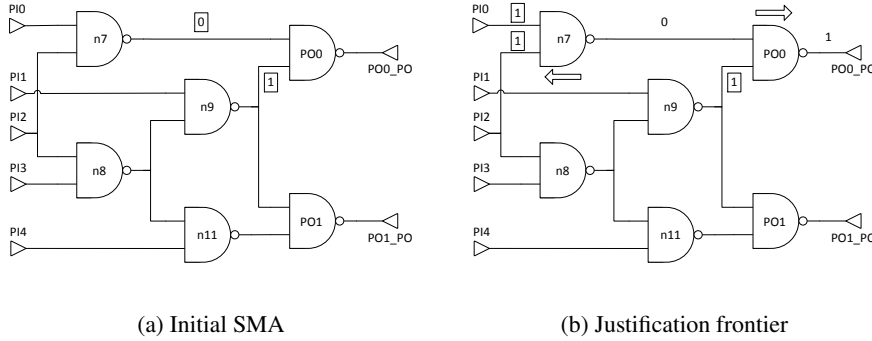 PI0
n7
0
PO0
PO0_PO
PI1
n9
1
PI2
PI3
n8
PI4
n11
PO1
PO1_PO
(a) Initial SMA
PI0
1
n7
0
1
PO0
1
PO0_PO
PI1
n9
1
PI2
PI3
n8
PI4
n11
PO1
PO1_PO
(b) Justification frontier